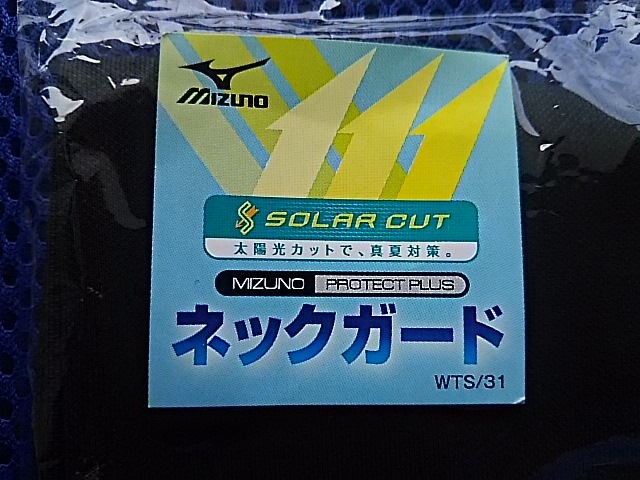 MIZUNO
SOLAR CUT
太陽光カットで、真夏対策。
MIZUNO PROTECT PLUS
ネックガード
WTS/31